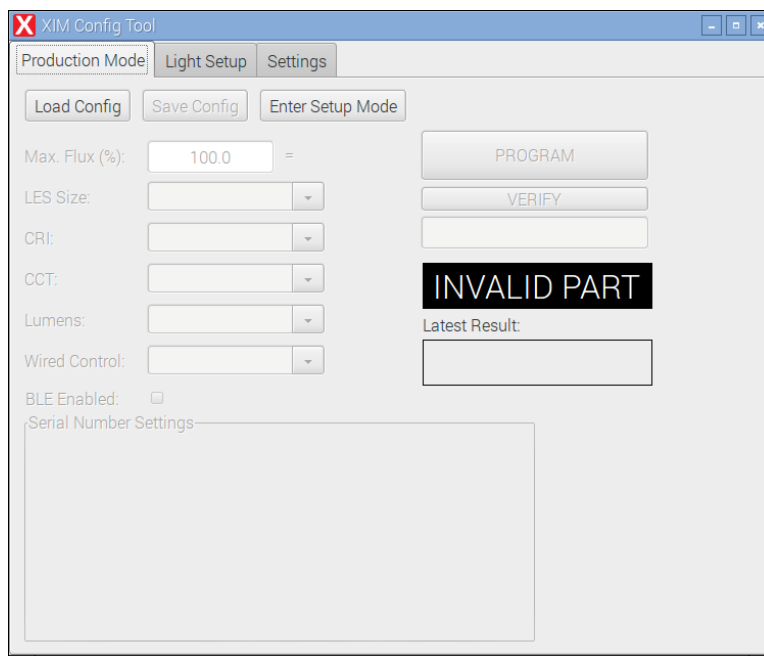 XIM Config Tool
Production Mode Light Setup Settings
Load Config Save Config Enter Setup Mode
Max. Flux (%): 100.0 = PROGRAM
LES Size: VERIFY
CRI:
CCT: INVALID PART
Lumens: Latest Result:
Wired Control:
BLE Enabled:
Serial Number Settings